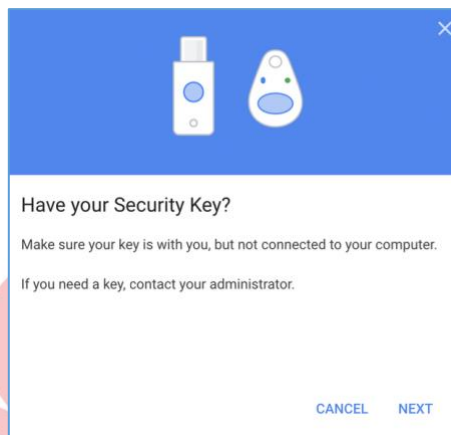 Have your Security Key?
Make sure your key is with you, but not connected to your computer.
If you need a key, contact your administrator.
CANCEL NEXT